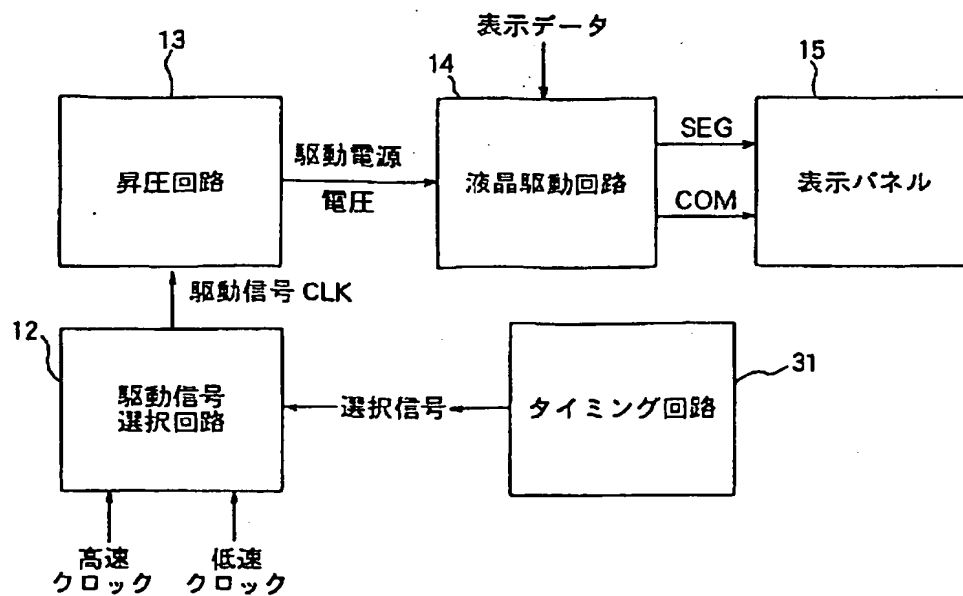 表示データ
13
14
15
昇圧回路
駆動電源
電圧
液晶駆動回路
SEG
COM
表示パネル
駆動信号 CLK
12
駆動信号
選択回路
選択信号
タイミング回路
31
高速
クロック
低速
クロック